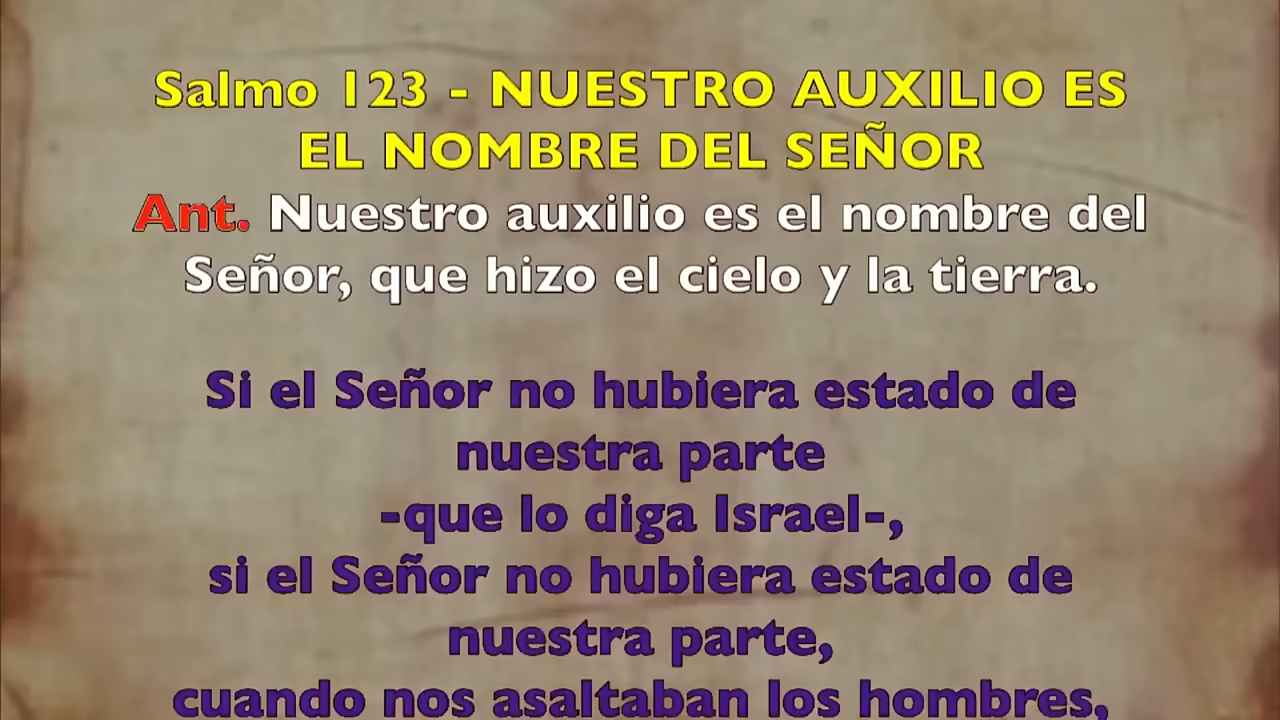 Salmo 123 - NUESTRO AUXILIO ES
EL NOMBRE DEL SEÑOR
Ant. Nuestro auxilio es el nombre del
Señor, que hizo el cielo y la tierra.
Si el Señor no hubiera estado de
nuestra parte
-que lo diga Israel-,
si el Señor no hubiera estado de
nuestra parte,
cuando nos asaltaban los hombres,